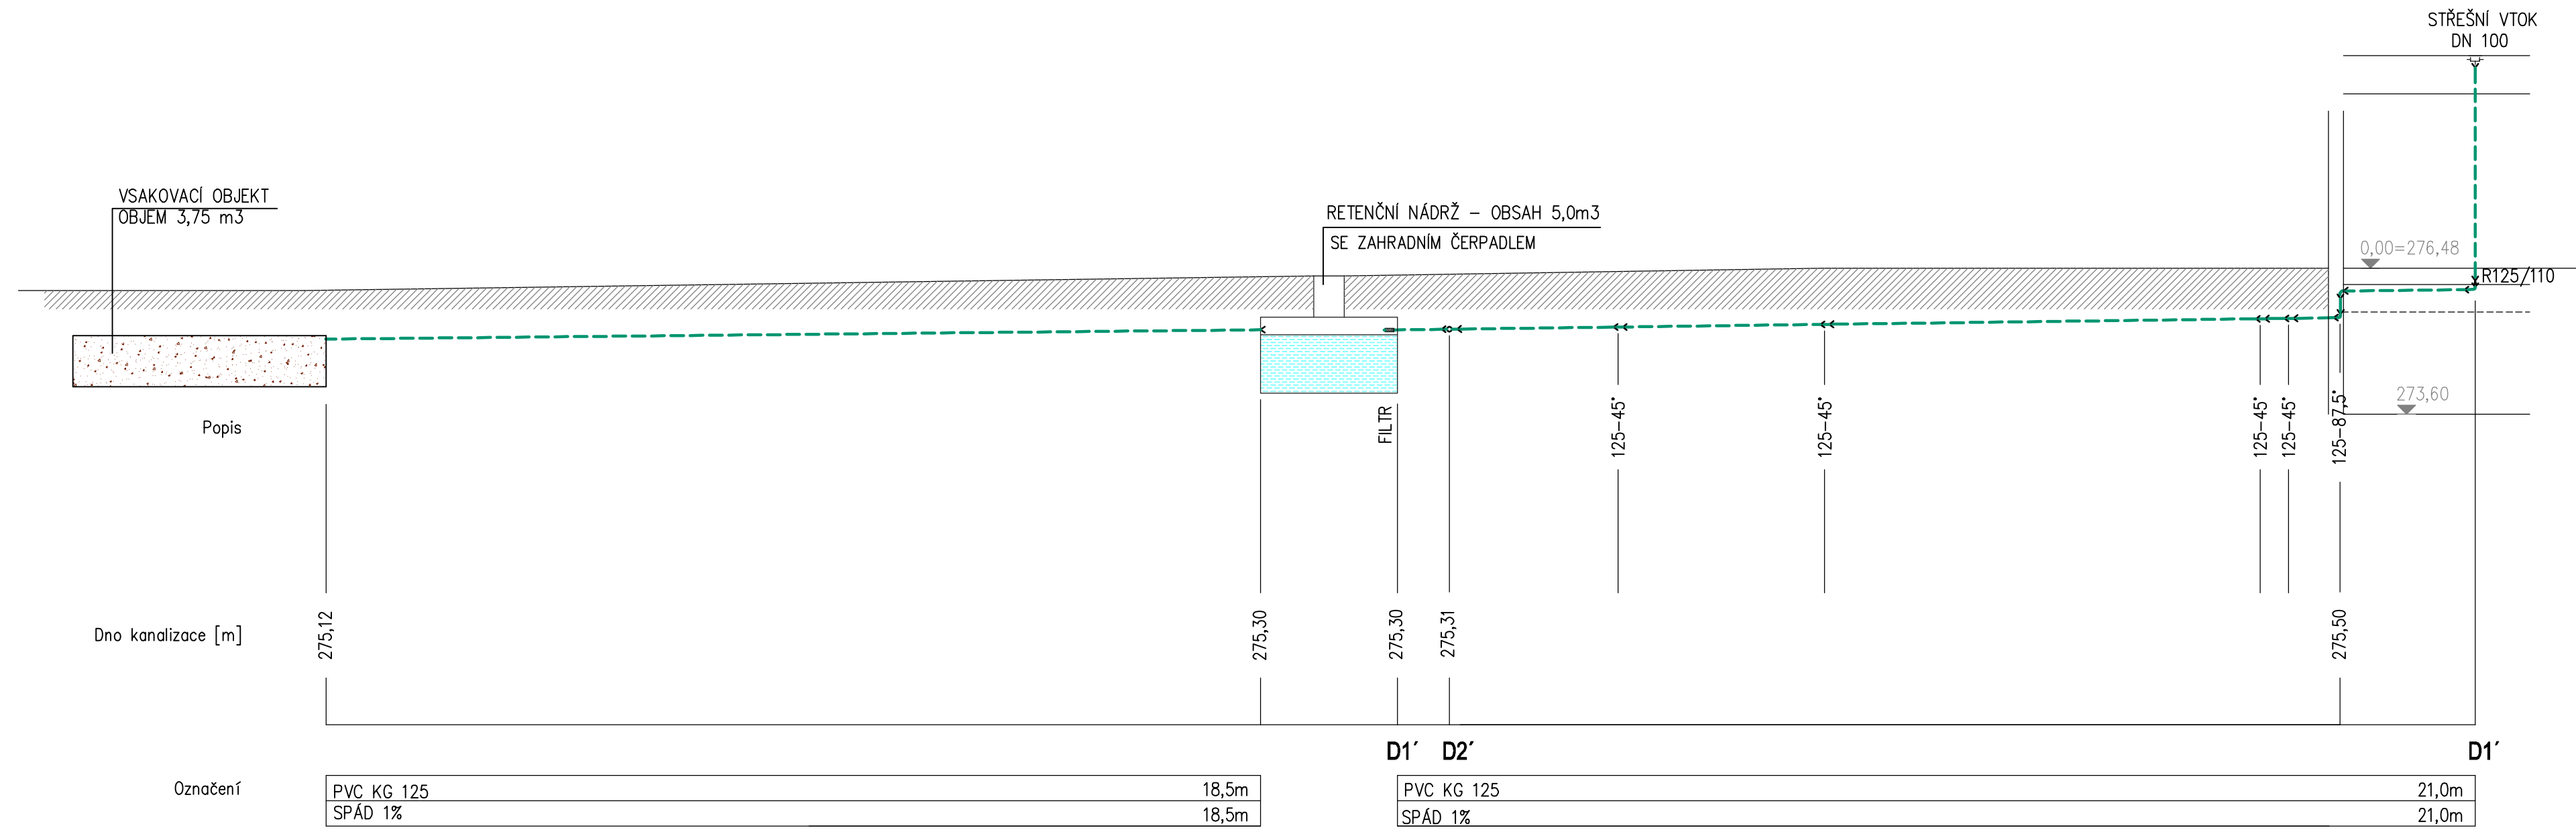 STŘEŠNÍ VTOK
DN 100
VSAKOVACÍ OBJEKT
OBJEM 3,75 m3
RETENČNÍ NÁDRŽ – OBSAH 5,0m3
SE ZAHRADNÍM ČERPADLEM
0,00=276,48
R125/110
273,60
Popis
FILTR
125–45°
125–45°
125–45°
125–45°
125–87,5°
Dno kanalizace [m]
275,12
275,30
275,30
275,31
275,50
D1´
D2´
D1´
Označení
PVC KG 125
18,5m
SPÁD 1%
18,5m
PVC KG 125
21,0m
SPÁD 1%
21,0m